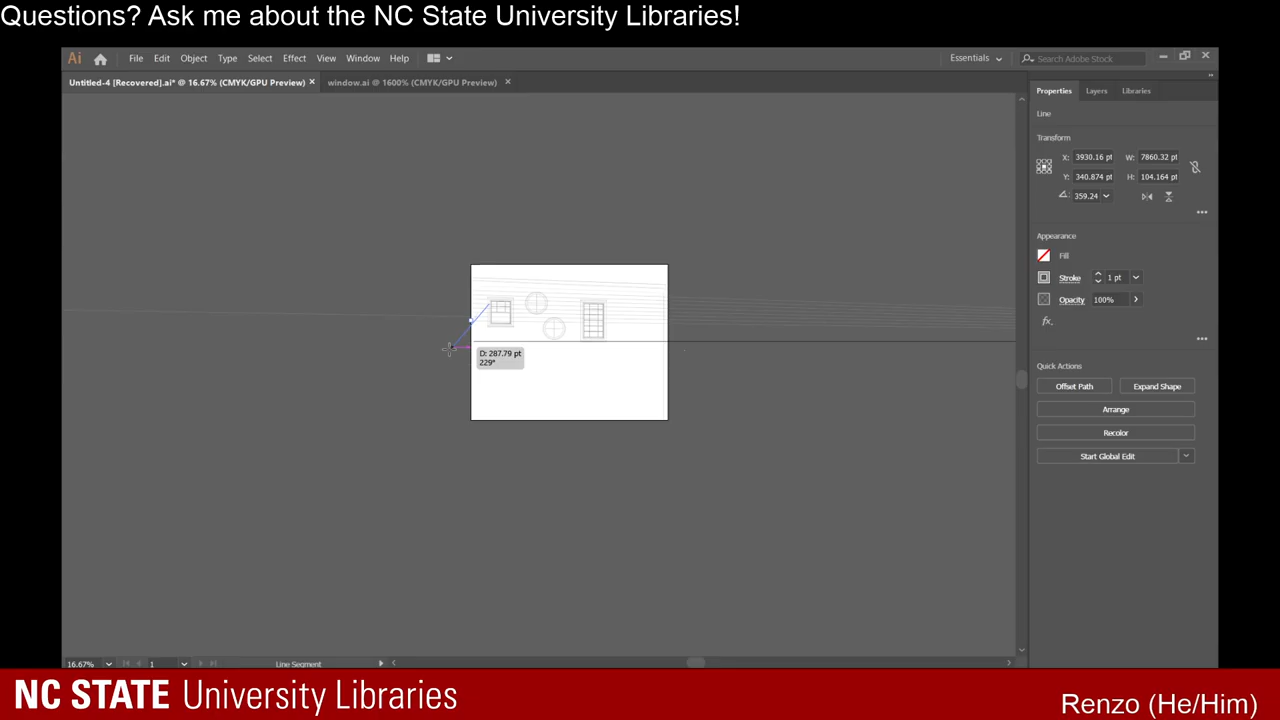 Questions? Ask me about the NC State University Libraries!
Ai File Edit Object Type Select Effect View Window Help Essentials Search Adobe Stock
Untitled-4 [Recovered].ai* @ 16.67% (CMYK/GPU Preview) × window.ai @ 1600% (CMYK/GPU Preview) ×
Properties Layers Libraries
Line
Transform
X: 3930.16 pt W: 7860.32 pt
Y: 340.874 pt H: 104.164 pt
359.24
Appearance
Fill
Stroke 1 pt
Opacity 100%
fx.
D: 287.79 pt
229°
Quick Actions
Offset Path Expand Shape
Arrange
Recolor
Start Global Edit
16.67% 1 Line Segment
NC STATE University Libraries
Renzo (He/Him)